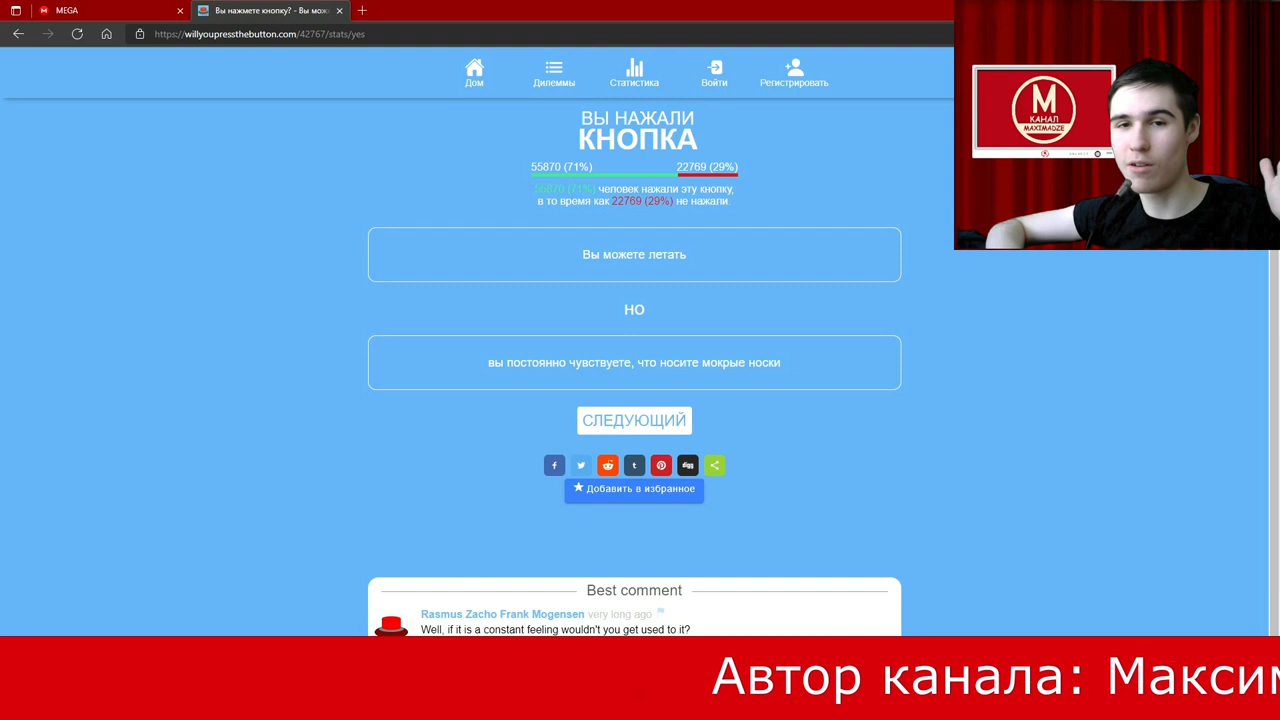 MEGA
Вы нажмете кнопку? - Вы мож
https://willyoupressthebutton.com/42767/stats/yes
Дом
Дилеммы
Статистика
Войти
Регистрировать
M
КАНАЛ
MAXIMADZE
ВЫ НАЖАЛИ
КНОПКА
55870 (71%) 22769 (29%)
55870 (71%) человек нажали эту кнопку,
в то время как 22769 (29%) не нажали.
Вы можете летать
НО
вы постоянно чувствуете, что носите мокрые носки
СЛЕДУЮЩИЙ
digg
Добавить в избранное
Best comment
Rasmus Zacho Frank Mogensen very long ago
Well, if it is a constant feeling wouldn't you get used to it?
Автор канала: Максим